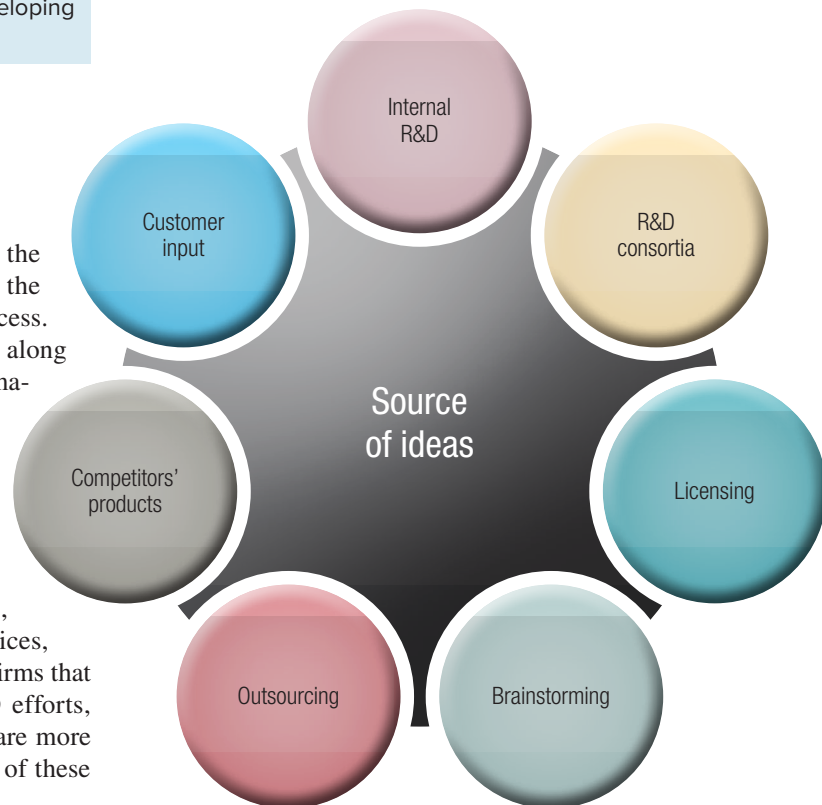 eloping
the
the
cess.
along
na-
,
ices,
irms that
efforts,
are more
of these
Internal
R&D
R&D
consortia
Licensing
Brainstorming
Outsourcing
Competitors’
products
Customer
input
Source
of ideas